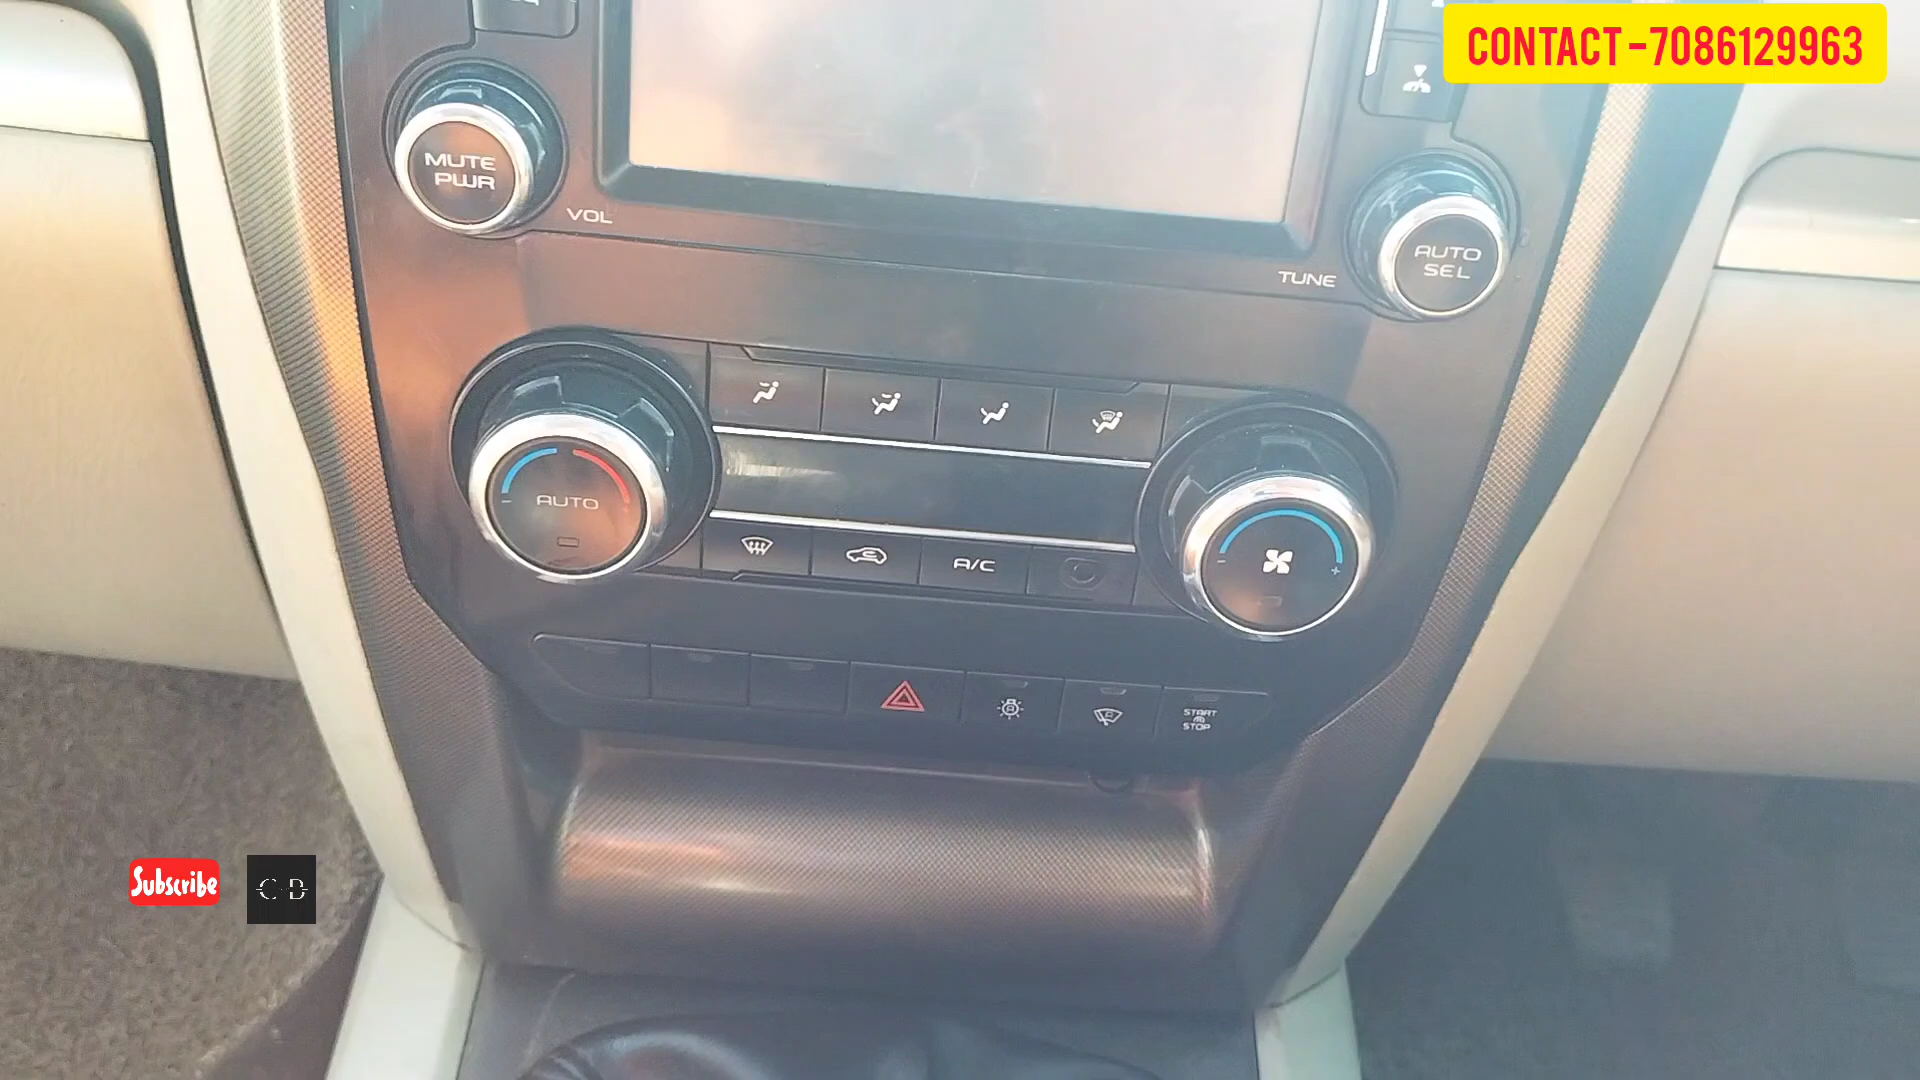 CONTACT -7086129963
MUTE
PWR
VOL
AUTO
SEL
TUNE
AUTO
- 
A/C
- +
START
STOP
Subscribe
C-D